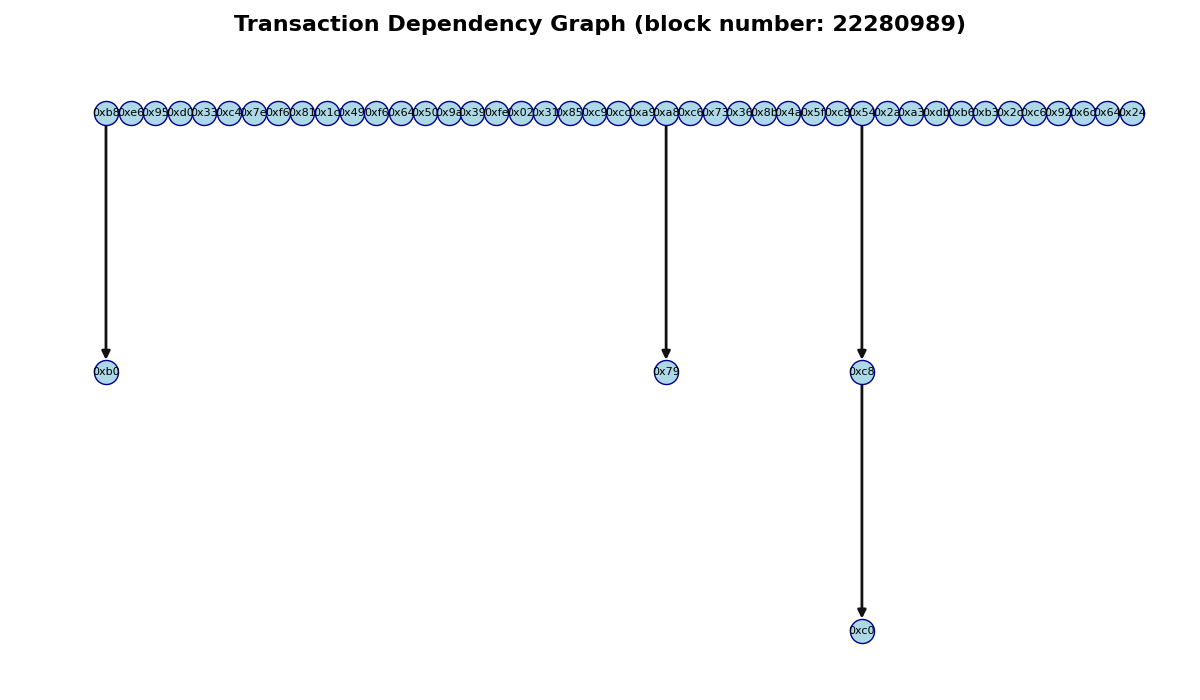 Transaction Dependency Graph (block number: 22280989)
0xb8 0xe6 0x95 0xd0 0x33 0xc4 0x7e 0xf6 0x81 0x1c 0x49 0xf6 0x64 0x50 0x9a 0x39 0xfe 0x02 0x31 0x85 0xc9 0xcc 0xa9 0xa8 0xc6 0x73 0x36 0x8b 0x4a 0x5f 0xc8 0x54 0x2a 0xa3 0xdb 0xb6 0xb3 0x2c 0xc6 0x92 0x6c 0x64 0x24
0xb0 0x79 0xc8
0xc0